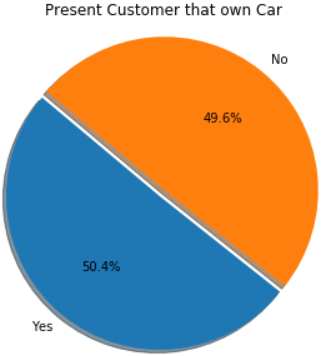 Present Customer that own Car
No
49.6%
50.4%
Yes